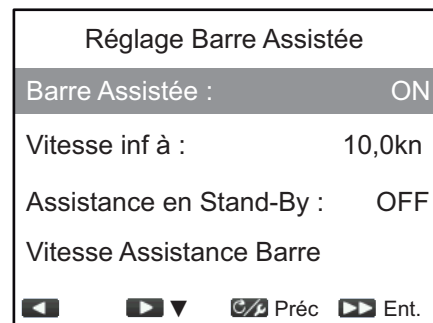 Réglage Barre Assistée
Barre Assistée : ON
Vitesse inf à : 10,0kn
Assistance en Stand-By : OFF
Vitesse Assistance Barre
Préc Ent.